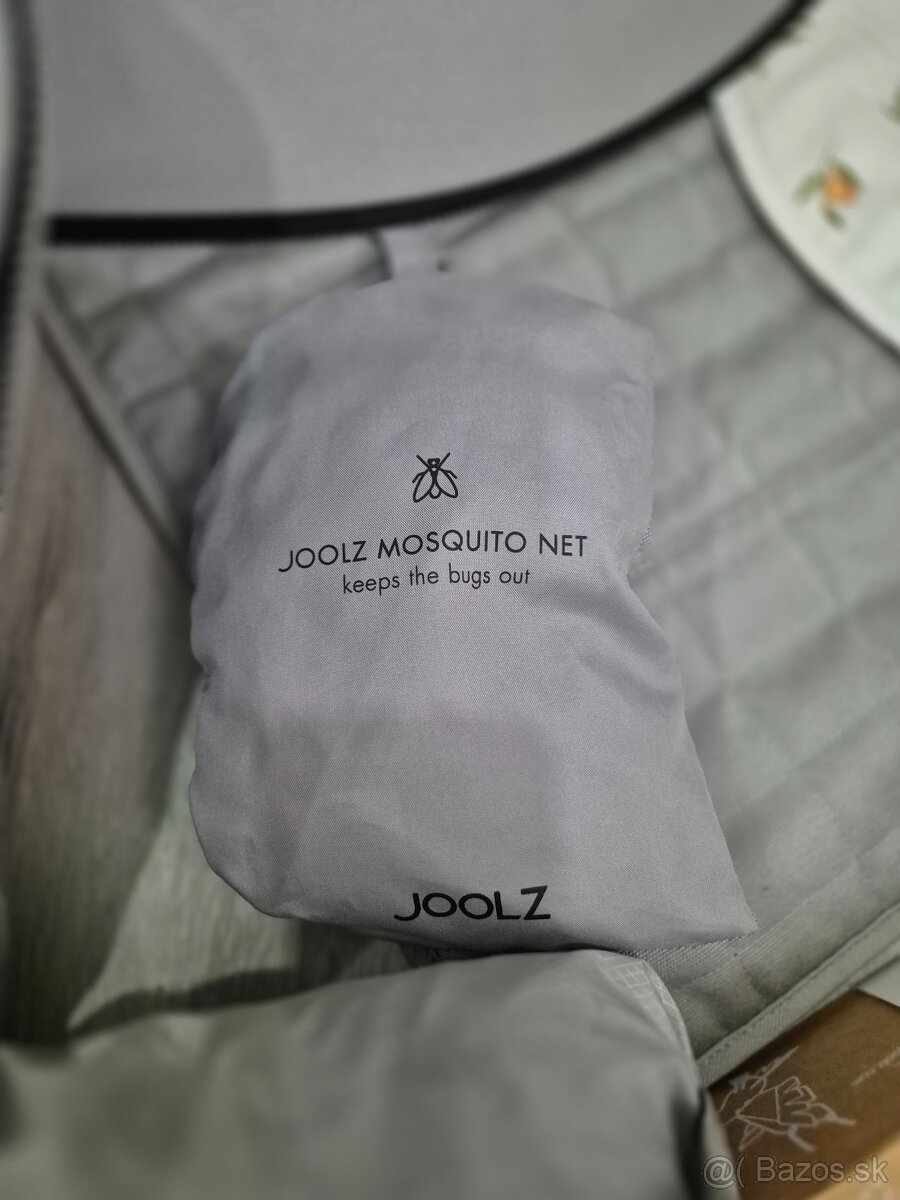 JOOLZ MOSQUITO NET
keeps the bugs out
JOOLZ
@( Bazos.sk